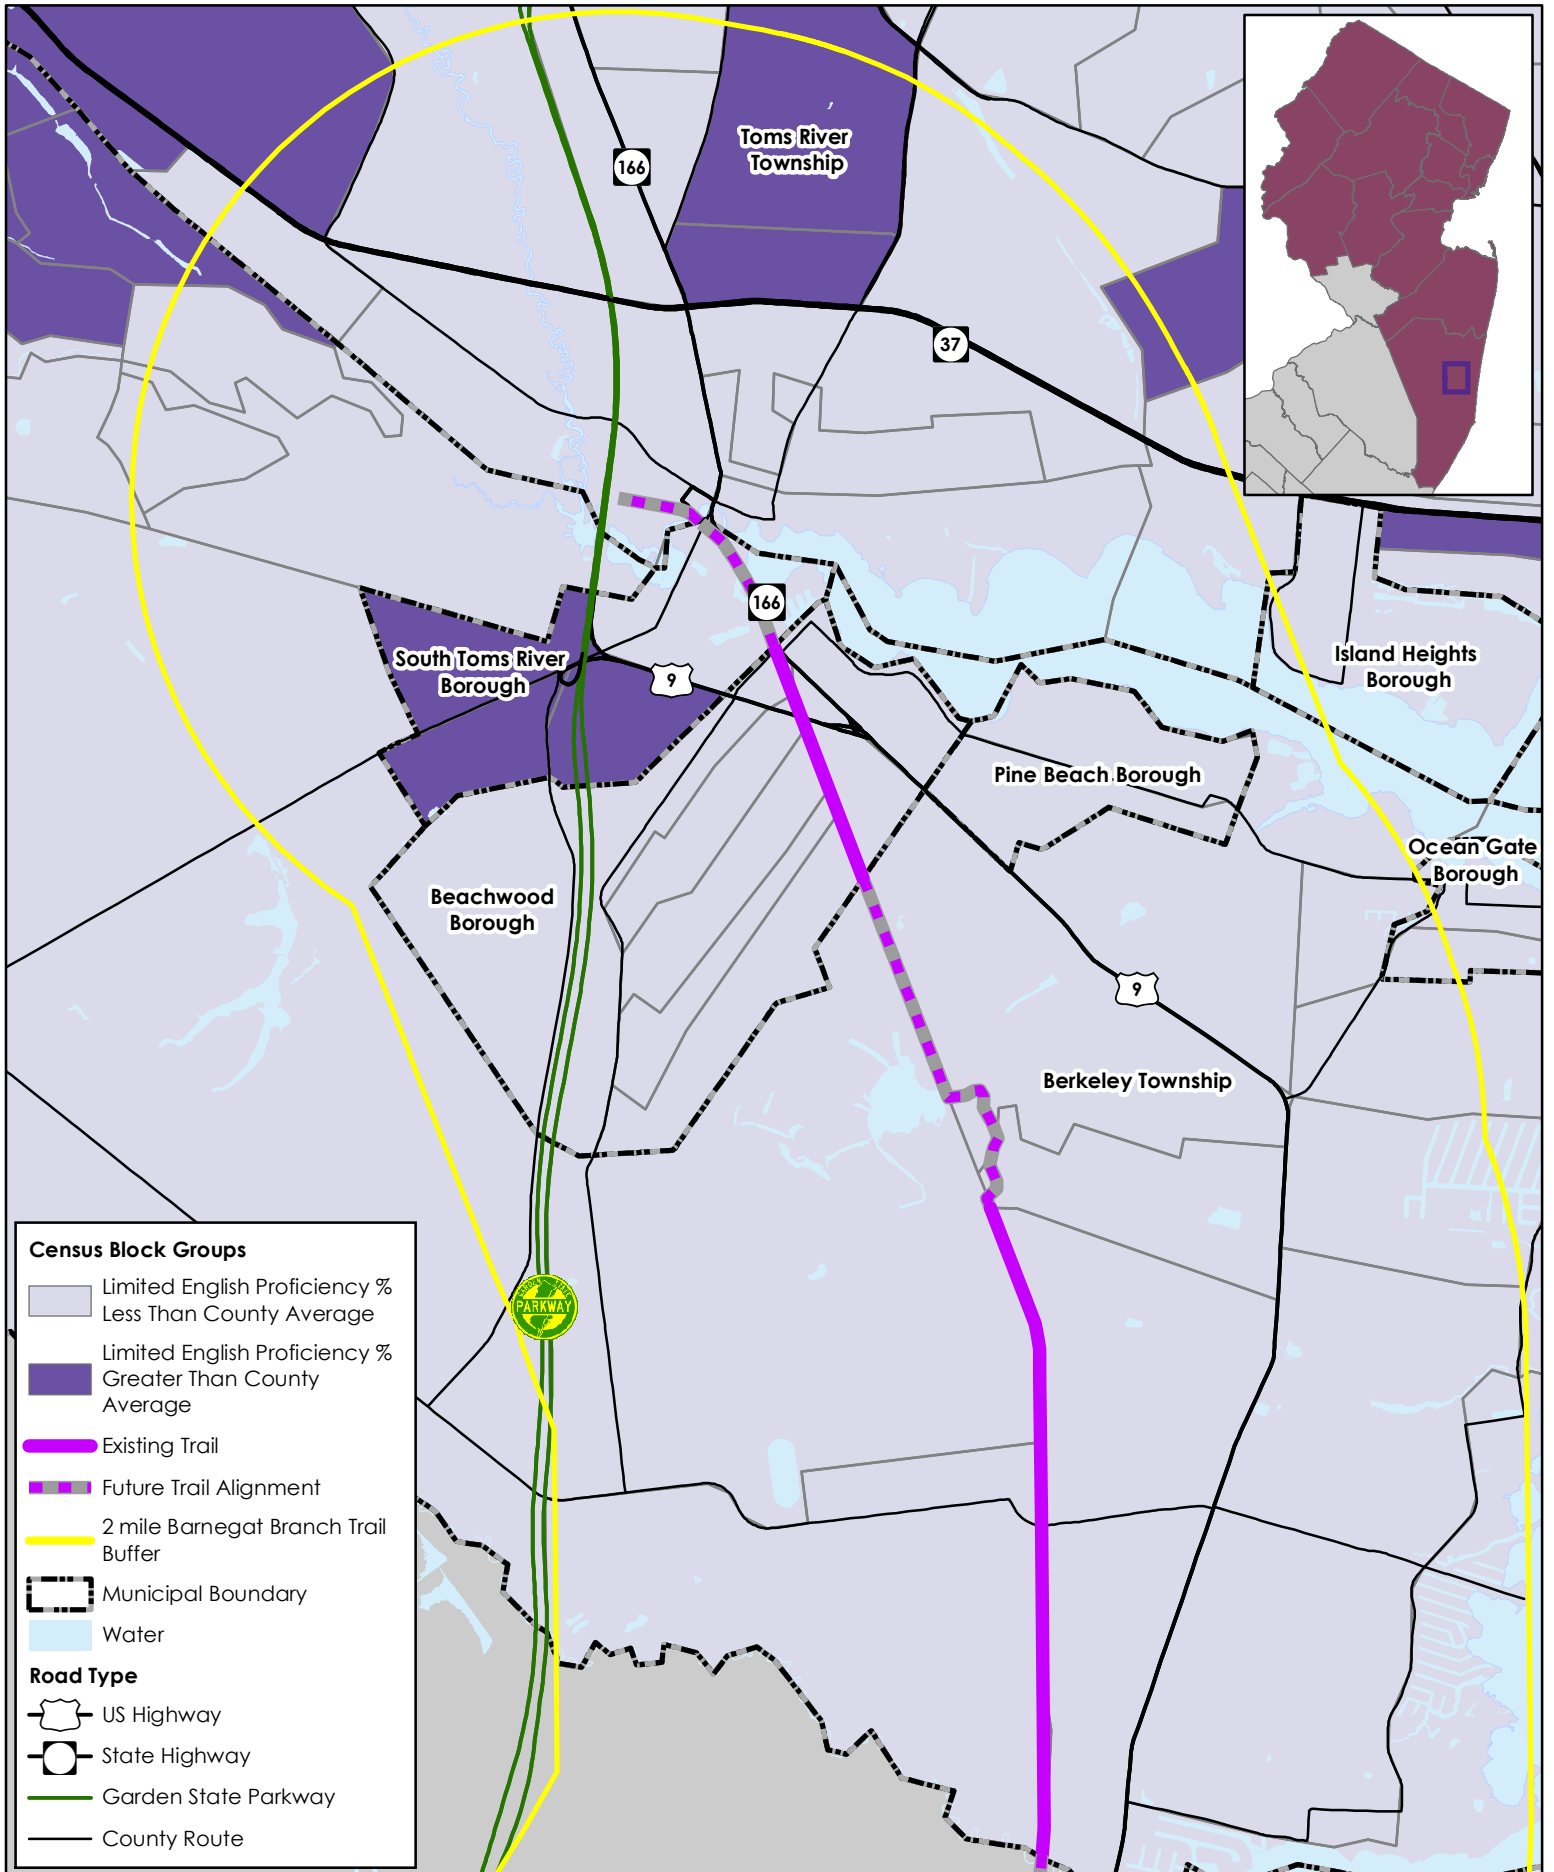 Toms River
Township
166
37
166
South Toms River
Borough
9
Island Heights
Borough
Pine Beach Borough
Ocean Gate
Borough
Beachwood
Borough
9
Berkeley Township
PARKWAY
Census Block Groups
Limited English Proficiency %
Less Than County Average
Limited English Proficiency %
Greater Than County
Average
Existing Trail
Future Trail Alignment
2 mile Barnegat Branch Trail
Buffer
Municipal Boundary
Water
Road Type
US Highway
State Highway
Garden State Parkway
County Route